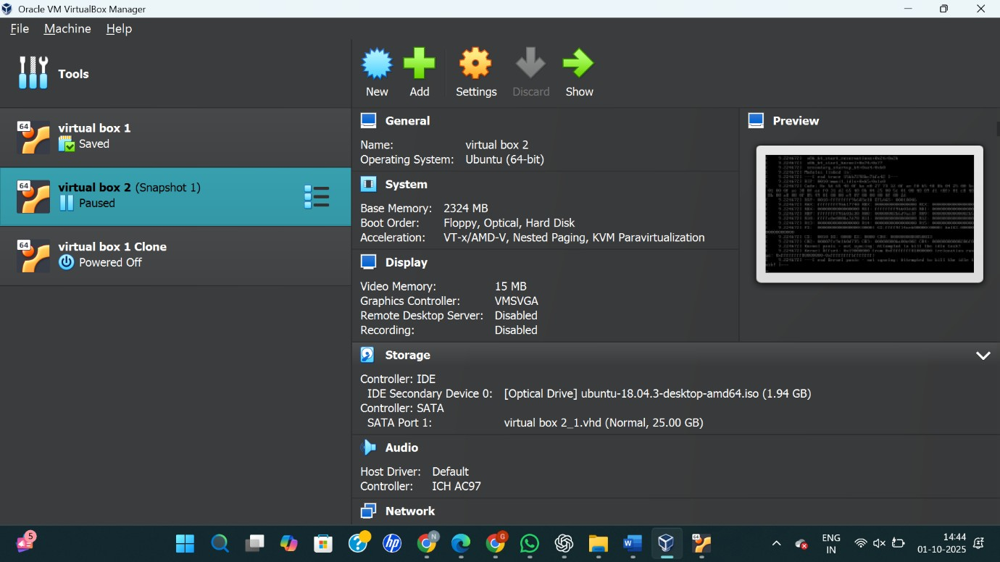 Oracle VM VirtualBox Manager
File Machine Help
Tools
New Add Settings Discard Show
64
virtual box 1
Saved
64
virtual box 2 (Snapshot 1)
Paused
64
virtual box 1 Clone
Powered Off
General
Name: virtual box 2
Operating System: Ubuntu (64-bit)
System
Base Memory: 2324 MB
Boot Order: Floppy, Optical, Hard Disk
Acceleration: VT-x/AMD-V, Nested Paging, KVM Paravirtualization
Display
Video Memory: 15 MB
Graphics Controller: VMSVGA
Remote Desktop Server: Disabled
Recording: Disabled
Preview
Storage
Controller: IDE
IDE Secondary Device 0: [Optical Drive] ubuntu-18.04.3-desktop-amd64.iso (1.94 GB)
Controller: SATA
SATA Port 1: virtual box 2_1.vhd (Normal, 25.00 GB)
Audio
Host Driver: Default
Controller: ICH AC97
Network
5
hp
N
G
W
64
ENG
IN
14:44
01-10-2025